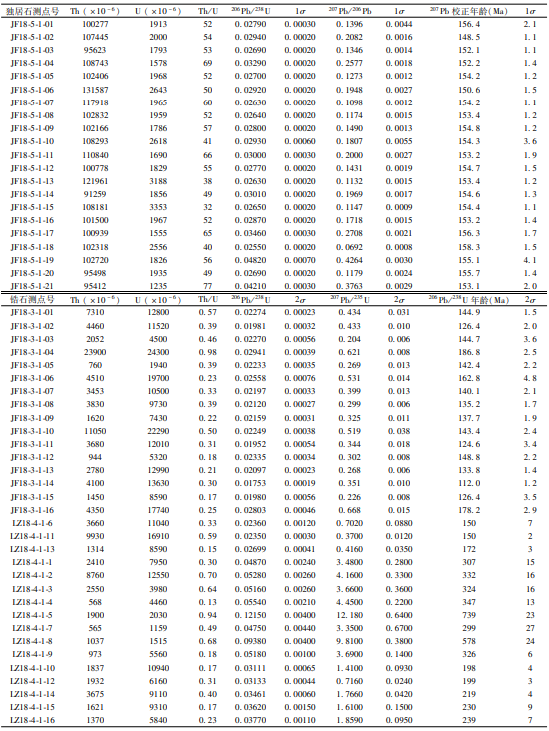 独居石测点号 Th (×10⁻⁶) U (×10⁻⁶) Th/U ²⁰⁶Pb/²³⁸U 1σ ²⁰⁷Pb/²⁰⁶Pb 1σ ²⁰⁷Pb 校正年龄(Ma) 1σ
JF18-5-1-01 100277 1913 52 0.02790 0.00030 0.1396 0.0044 156.4 2.1
JF18-5-1-02 107445 2000 54 0.02940 0.00020 0.2082 0.0016 148.5 1.1
JF18-5-1-03 95623 1793 53 0.02690 0.00020 0.1346 0.0014 152.1 1.1
JF18-5-1-04 108743 1578 69 0.03290 0.00020 0.2577 0.0018 152.2 1.4
JF18-5-1-05 102406 1968 52 0.02700 0.00020 0.1273 0.0012 154.2 1.2
JF18-5-1-06 131587 2643 50 0.02920 0.00020 0.1948 0.0027 150.6 1.5
JF18-5-1-07 117918 1965 60 0.02630 0.00020 0.1098 0.0012 154.2 1.1
JF18-5-1-08 102832 1959 52 0.02640 0.00020 0.1174 0.0015 153.4 1.2
JF18-5-1-09 102166 1786 57 0.02800 0.00020 0.1490 0.0013 154.8 1.2
JF18-5-1-10 108293 2618 41 0.02930 0.00060 0.1807 0.0055 154.3 3.6
JF18-5-1-11 110840 1690 66 0.03000 0.00030 0.2000 0.0027 153.2 1.9
JF18-5-1-12 100778 1829 55 0.02770 0.00020 0.1431 0.0019 154.7 1.5
JF18-5-1-13 121961 3188 38 0.02630 0.00020 0.1132 0.0015 153.4 1.2
JF18-5-1-14 91259 1856 49 0.03010 0.00020 0.1969 0.0017 154.6 1.3
JF18-5-1-15 108181 3353 32 0.02650 0.00020 0.1147 0.0009 154.4 1.1
JF18-5-1-16 101500 1967 52 0.02870 0.00020 0.1718 0.0015 153.2 1.4
JF18-5-1-17 100939 1555 65 0.03460 0.00030 0.2708 0.0021 156.3 1.7
JF18-5-1-18 102318 2556 40 0.02550 0.00020 0.0692 0.0008 158.3 1.5
JF18-5-1-19 102720 1826 56 0.04820 0.00070 0.4264 0.0030 155.1 4.1
JF18-5-1-20 95498 1935 49 0.02690 0.00020 0.1179 0.0024 155.7 1.4
JF18-5-1-21 95412 1235 77 0.04210 0.00030 0.3763 0.0029 153.1 2.0
锆石测点号 Th (×10⁻⁶) U (×10⁻⁶) Th/U ²⁰⁶Pb/²³⁸U 2σ ²⁰⁷Pb/²³⁵U 2σ ²⁰⁶Pb/²³⁸U 年龄(Ma) 2σ
JF18-3-1-01 7310 12800 0.57 0.02274 0.00023 0.434 0.031 144.9 1.5
JF18-3-1-02 4460 11520 0.39 0.01981 0.00032 0.433 0.010 126.4 2.0
JF18-3-1-03 2052 4500 0.46 0.02270 0.00056 0.204 0.006 144.7 3.6
JF18-3-1-04 23900 24300 0.98 0.02941 0.00039 0.621 0.008 186.8 2.5
JF18-3-1-05 760 1940 0.39 0.02233 0.00035 0.269 0.013 142.4 2.2
JF18-3-1-06 4510 19700 0.23 0.02558 0.00076 0.531 0.014 162.8 4.8
JF18-3-1-07 3453 10500 0.33 0.02197 0.00033 0.399 0.013 140.1 2.1
JF18-3-1-08 3830 9730 0.39 0.02120 0.00027 0.299 0.006 135.2 1.7
JF18-3-1-09 1620 7430 0.22 0.02159 0.00031 0.325 0.011 137.7 1.9
JF18-3-1-10 11050 22290 0.50 0.02249 0.00038 0.519 0.038 143.4 2.4
JF18-3-1-11 3680 12010 0.31 0.01952 0.00054 0.344 0.018 124.6 3.4
JF18-3-1-12 944 5320 0.18 0.02335 0.00034 0.302 0.008 148.8 2.2
JF18-3-1-13 2780 12990 0.21 0.02097 0.00023 0.268 0.006 133.8 1.4
JF18-3-1-14 4100 13630 0.30 0.01753 0.00019 0.351 0.010 112.0 1.2
JF18-3-1-15 1450 8590 0.17 0.01980 0.00056 0.226 0.008 126.4 3.5
JF18-3-1-16 4350 17740 0.25 0.02803 0.00046 0.668 0.015 178.2 2.9
LZ18-4-1-6 3660 11040 0.33 0.02360 0.00120 0.7020 0.0880 150 7
LZ18-4-1-11 9930 16910 0.59 0.02350 0.00030 0.3700 0.0120 150 2
LZ18-4-1-13 1314 8590 0.15 0.02699 0.00041 0.4160 0.0350 172 3
LZ18-4-1-1 2410 7950 0.30 0.04870 0.00240 3.4800 0.2800 307 15
LZ18-4-1-2 8760 12550 0.70 0.05280 0.00260 4.1600 0.3300 332 16
LZ18-4-1-3 2550 3980 0.64 0.05160 0.00260 3.6600 0.3600 324 16
LZ18-4-1-4 568 4460 0.13 0.05540 0.00210 4.4500 0.2200 347 13
LZ18-4-1-5 1900 2030 0.94 0.12150 0.00400 12.180 0.6400 739 23
LZ18-4-1-7 565 1159 0.49 0.04750 0.00440 3.3500 0.6700 299 27
LZ18-4-1-8 1037 1515 0.68 0.09380 0.00400 9.8100 0.3800 578 24
LZ18-4-1-9 973 5560 0.18 0.05180 0.00100 3.6900 0.1400 326 6
LZ18-4-1-10 1837 10940 0.17 0.03111 0.00065 1.4100 0.0930 198 4
LZ18-4-1-12 1932 6160 0.31 0.03133 0.00044 0.7160 0.0240 199 3
LZ18-4-1-14 3675 9110 0.40 0.03461 0.00060 1.7660 0.0420 219 4
LZ18-4-1-15 1621 9310 0.17 0.03620 0.00150 1.6100 0.1500 230 9
LZ18-4-1-16 1370 5840 0.23 0.03770 0.00110 1.8590 0.0950 239 7